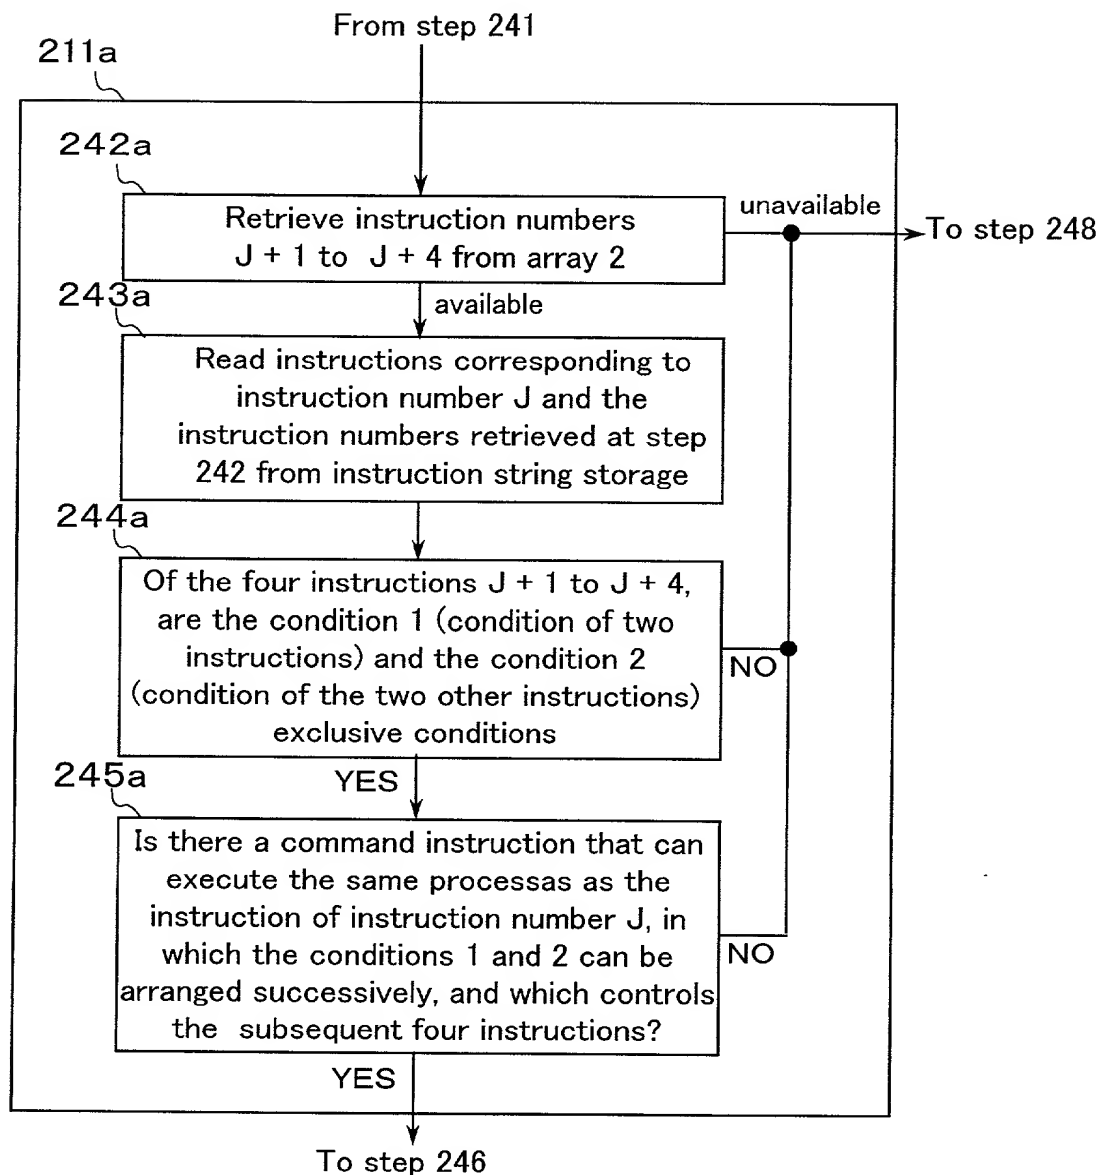 From step 241
211a
242a
Retrieve instruction numbers
J + 1 to J + 4 from array 2
unavailable
To step 248
243a
available
Read instructions corresponding to
instruction number J and the
instruction numbers retrieved at step
242 from instruction string storage
244a
Of the four instructions J + 1 to J + 4,
are the condition 1 (condition of two
instructions) and the condition 2
(condition of the two other instructions)
exclusive conditions
NO
YES
245a
Is there a command instruction that can
execute the same processas as the
instruction of instruction number J, in
which the conditions 1 and 2 can be
arranged successively, and which controls
the subsequent four instructions?
NO
YES
To step 246